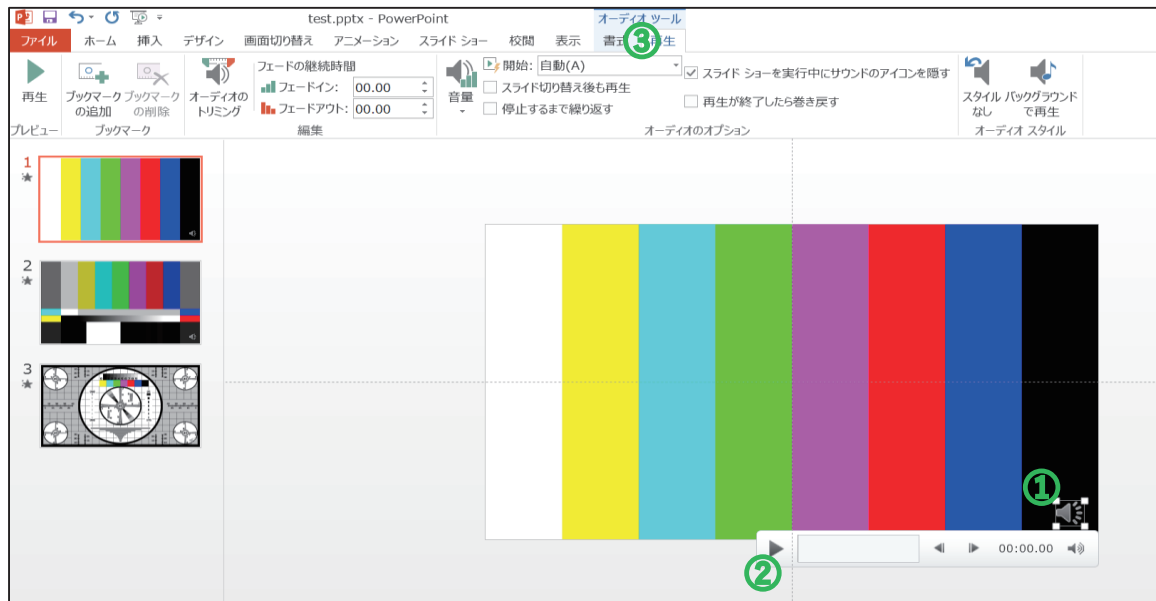 test.pptx - PowerPoint
オーディオ ツール
ファイル ホーム 挿入 デザイン 画面切り替え アニメーション スライド ショー 校閲 表示 書式 ③ 再生
再生
プレビュー
ブックマークの追加
ブックマークの削除
ブックマーク
オーディオのトリミング
フェードの継続時間
フェードイン: 00.00
フェードアウト: 00.00
編集
音量
開始: 自動(A)
スライド切り替え後も再生
停止するまで繰り返す
スライド ショーを実行中にサウンドのアイコンを隠す
再生が終了したら巻き戻す
オーディオのオプション
スタイルなし
バックグラウンドで再生
オーディオ スタイル
1
2
3
①
②
00:00.00